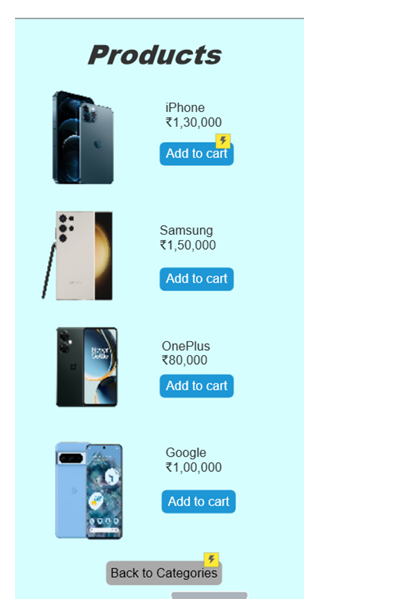 Products
iPhone
₹1,30,000
Add to cart
Samsung
₹1,50,000
Add to cart
OnePlus
₹80,000
Add to cart
Google
₹1,00,000
Add to cart
Back to Categories